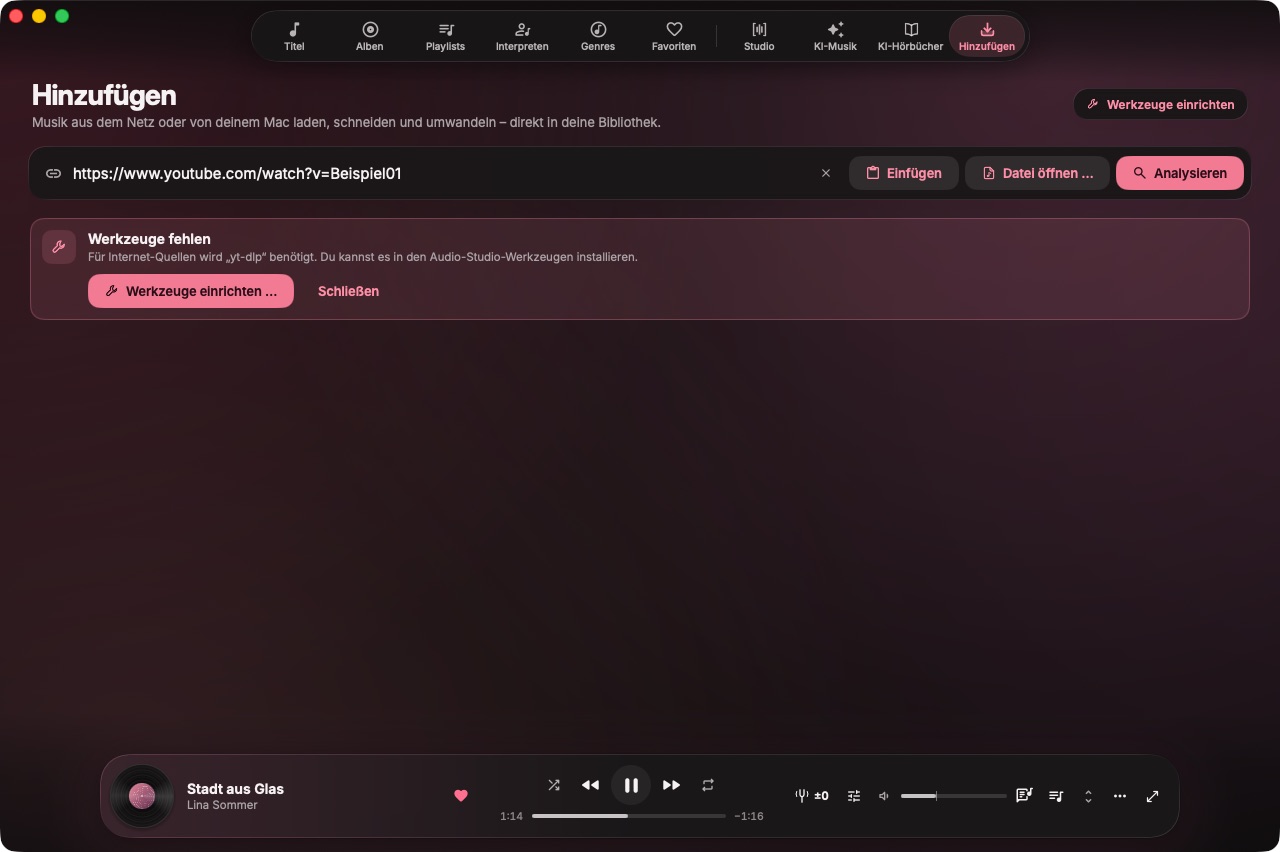 Titel
Alben
Playlists
Interpreten
Genres
Favoriten
Studio
KI-Musik
KI-Hörbücher
Hinzufügen
Hinzufügen
Musik aus dem Netz oder von deinem Mac laden, schneiden und umwandeln – direkt in deine Bibliothek.
Werkzeuge einrichten
https://www.youtube.com/watch?v=Beispiel01
Einfügen
Datei öffnen ...
Analysieren
Werkzeuge fehlen
Für Internet-Quellen wird „yt-dlp“ benötigt. Du kannst es in den Audio-Studio-Werkzeugen installieren.
Werkzeuge einrichten ...
Schließen
Stadt aus Glas
Lina Sommer
1:14
−1:16
±0